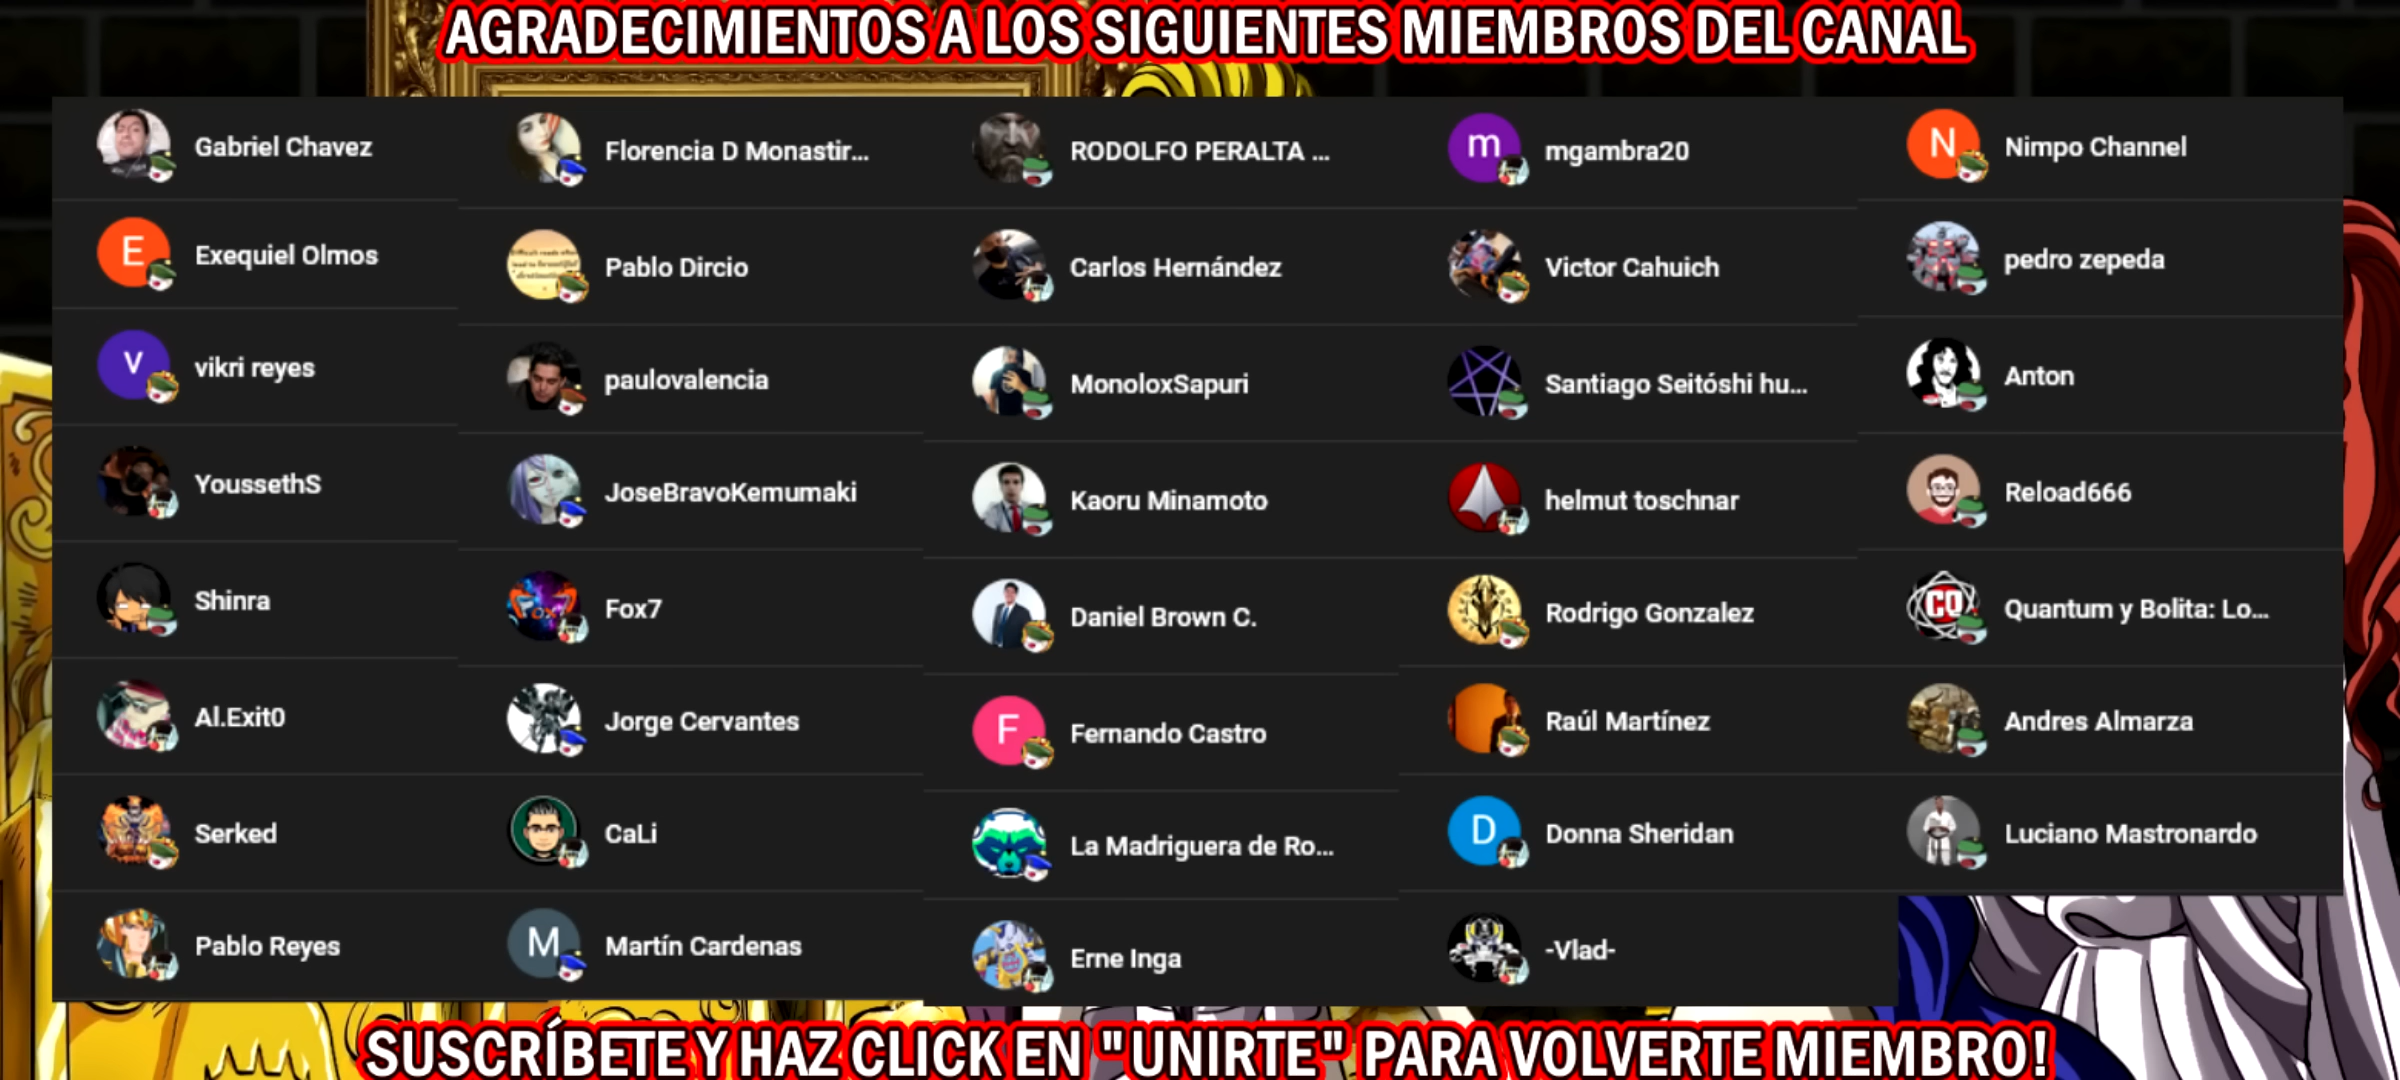 AGRADECIMIENTOS A LOS SIGUIENTES MIEMBROS DEL CANAL
Gabriel Chavez
Exequiel Olmos
V
vikri reyes
YoussethS
Shinra
Al.Exit0
Serked
Pablo Reyes
Florencia D Monastir...
Pablo Dircio
paulovalencia
JoseBravoKemumaki
Fox7
Jorge Cervantes
CaLi
M
Martín Cardenas
RODOLFO PERALTA ...
Carlos Hernández
MonoloxSapuri
Kaoru Minamoto
Daniel Brown C.
F
Fernando Castro
La Madriguera de Ro...
Erne Inga
m
mgambra20
Victor Cahuich
Santiago Seitóshi hu...
helmut toschnar
Rodrigo Gonzalez
Raúl Martínez
D
Donna Sheridan
-Vlad-
N
Nimpo Channel
pedro zepeda
Anton
Reload666
CQ
Quantum y Bolita: Lo...
Andres Almarza
Luciano Mastronardo
SUSCRÍBETE Y HAZ CLICK EN "UNIRTE" PARA VOLVERTE MIEMBRO!